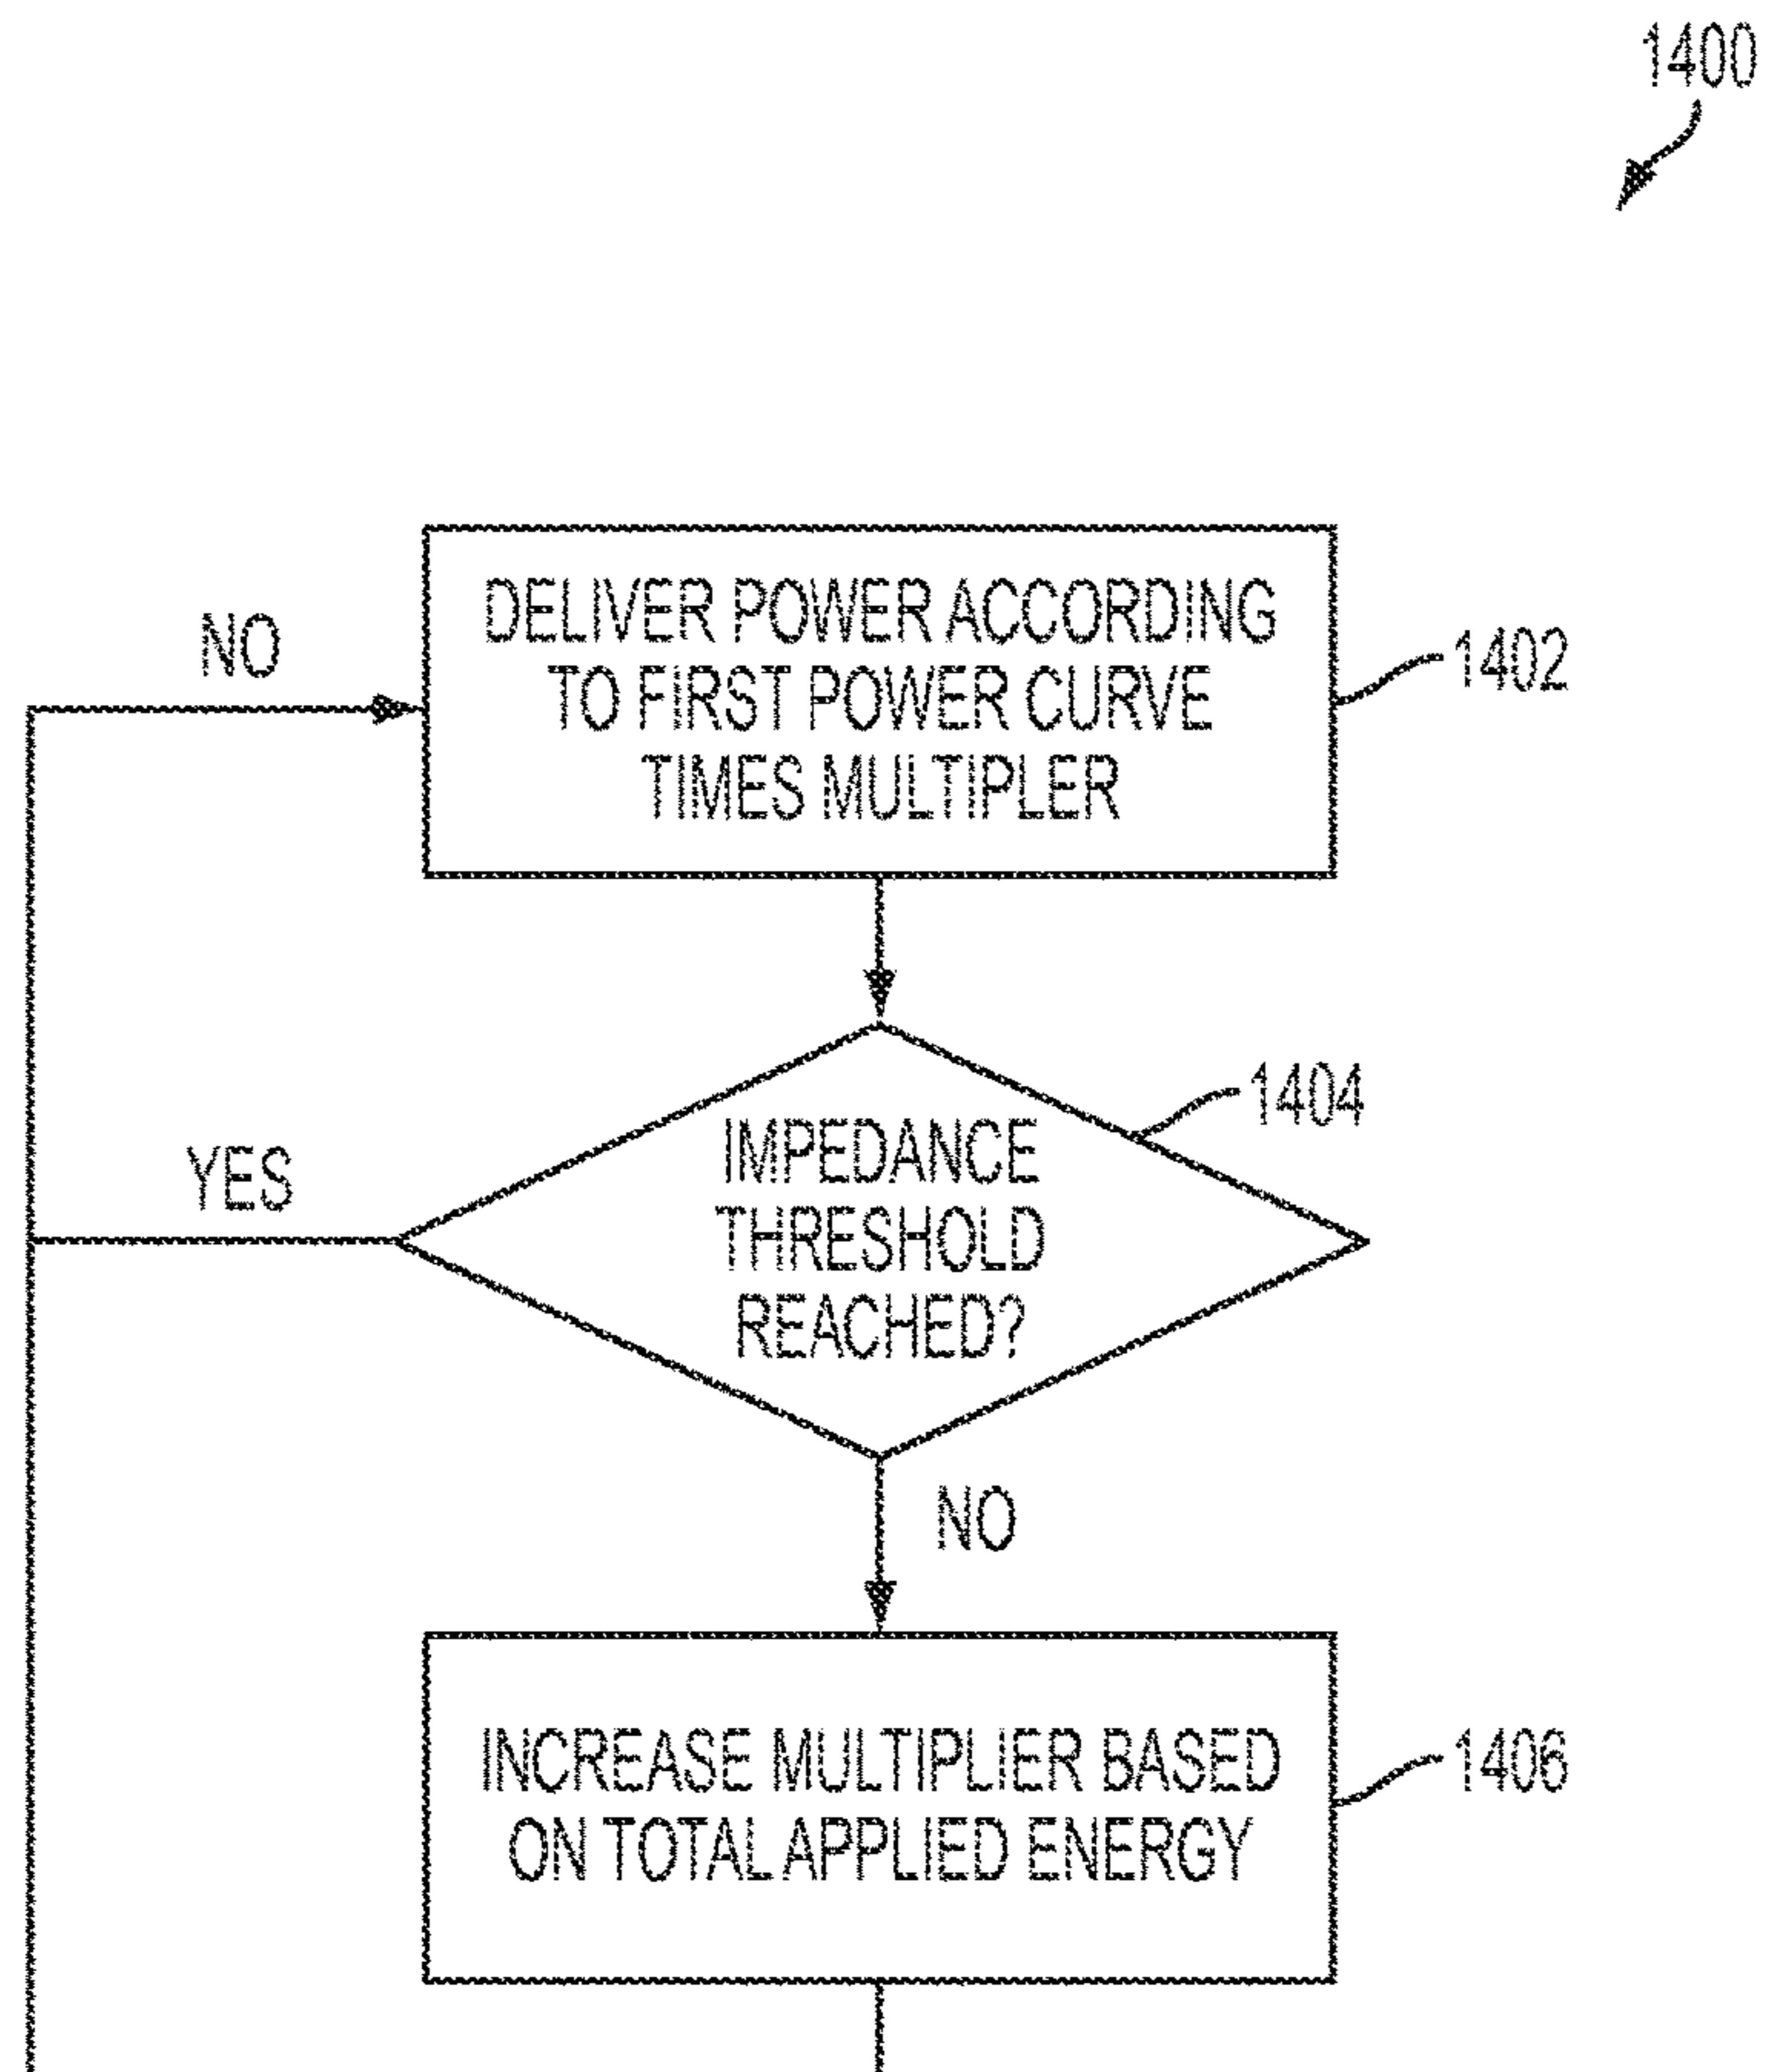 1400
NO
DELIVER POWER ACCORDING
TO FIRST POWER CURVE
TIMES MULTIPLER
1402
YES
IMPEDANCE
THRESHOLD
REACHED?
1404
NO
INCREASE MULTIPLIER BASED
ON TOTAL APPLIED ENERGY
1406